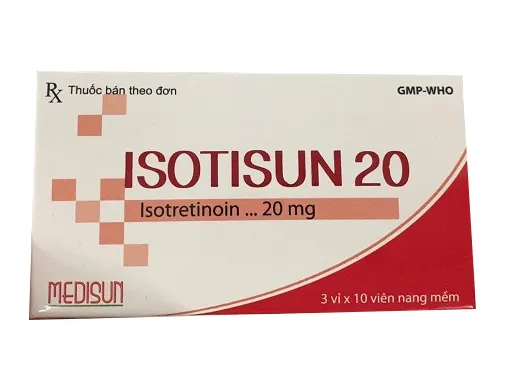 Rx Thuốc bán theo đơn
GMP-WHO
ISOTISUN 20
Isotretinoin ... 20 mg
MEDISUN
3 vỉ x 10 viên nang mềm